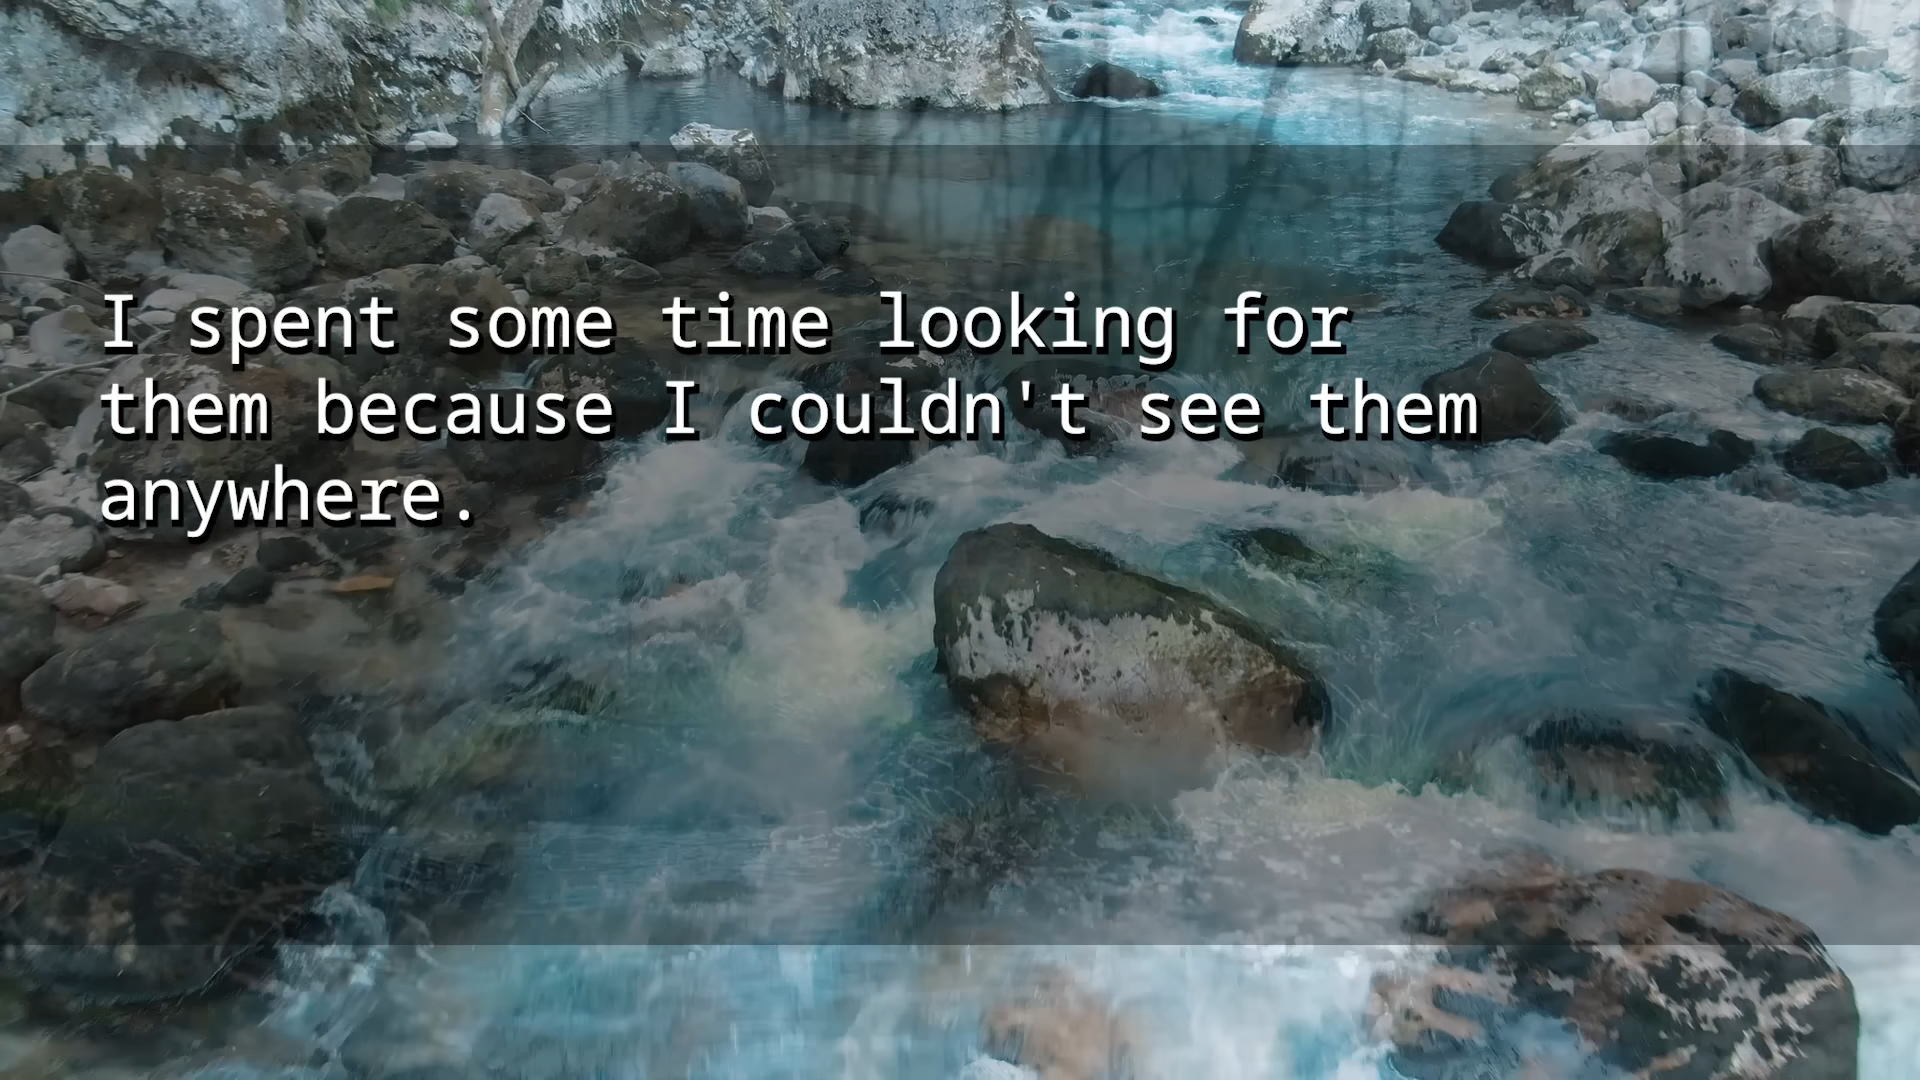 I spent some time looking for
them because I couldn't see them
anywhere.